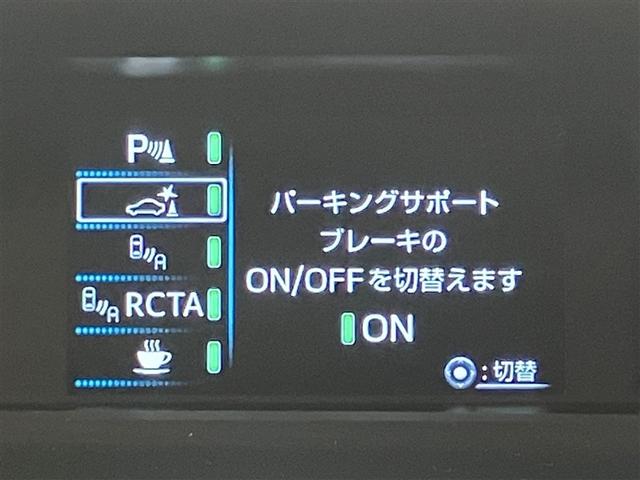 P
パーキングサポート
ブレーキの
ON/OFFを切替えます
RCTA
ON
:切替